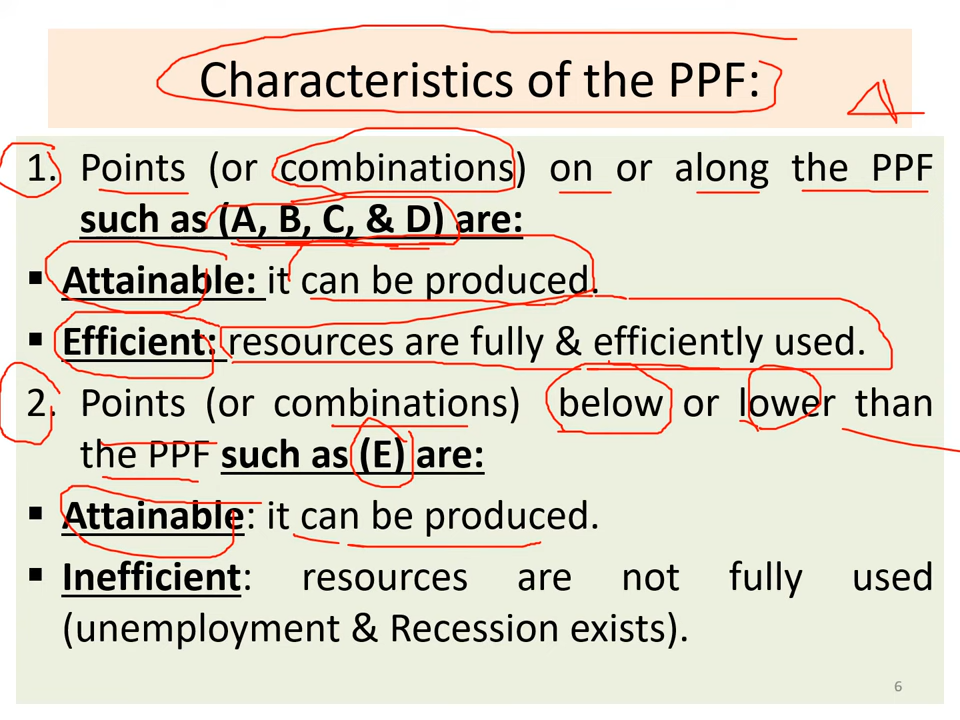 Characteristics of the PPF:
1. Points (or combinations) on or along the PPF
such as (A, B, C, & D) are:
▪ Attainable: it can be produced.
▪ Efficient: resources are fully & efficiently used.
2. Points (or combinations) below or lower than
the PPF such as (E) are:
▪ Attainable: it can be produced.
▪ Inefficient: resources are not fully used
(unemployment & Recession exists).
6